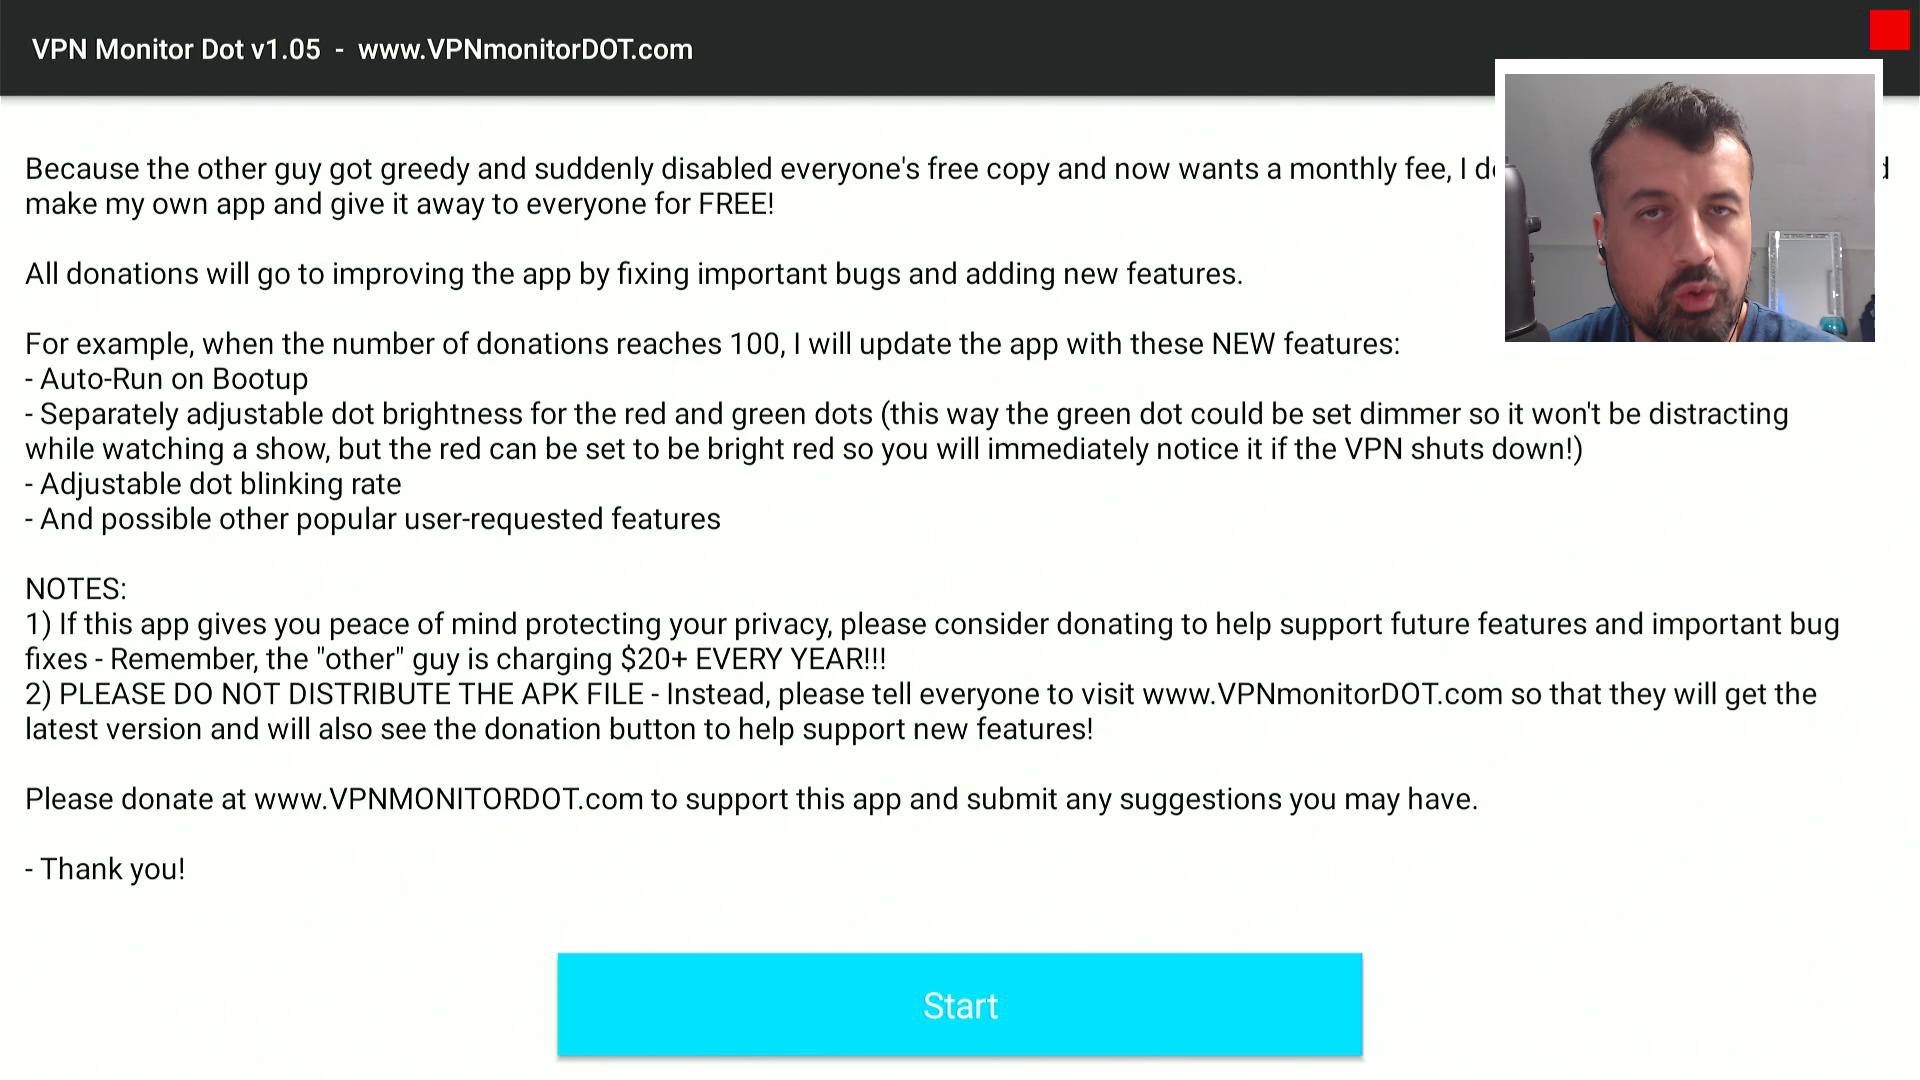 VPN Monitor Dot v1.05 - www.VPNmonitorDOT.com
Because the other guy got greedy and suddenly disabled everyone's free copy and now wants a monthly fee, I
make my own app and give it away to everyone for FREE!
All donations will go to improving the app by fixing important bugs and adding new features.
For example, when the number of donations reaches 100, I will update the app with these NEW features:
- Auto-Run on Bootup
- Separately adjustable dot brightness for the red and green dots (this way the green dot could be set dimmer so it won't be distracting
while watching a show, but the red can be set to be bright red so you will immediately notice it if the VPN shuts down!)
- Adjustable dot blinking rate
- And possible other popular user-requested features
NOTES:
1) If this app gives you peace of mind protecting your privacy, please consider donating to help support future features and important bug
fixes - Remember, the "other" guy is charging $20+ EVERY YEAR!!!
2) PLEASE DO NOT DISTRIBUTE THE APK FILE - Instead, please tell everyone to visit www.VPNmonitorDOT.com so that they will get the
latest version and will also see the donation button to help support new features!
Please donate at www.VPNMONITORDOT.com to support this app and submit any suggestions you may have.
- Thank you!
Start